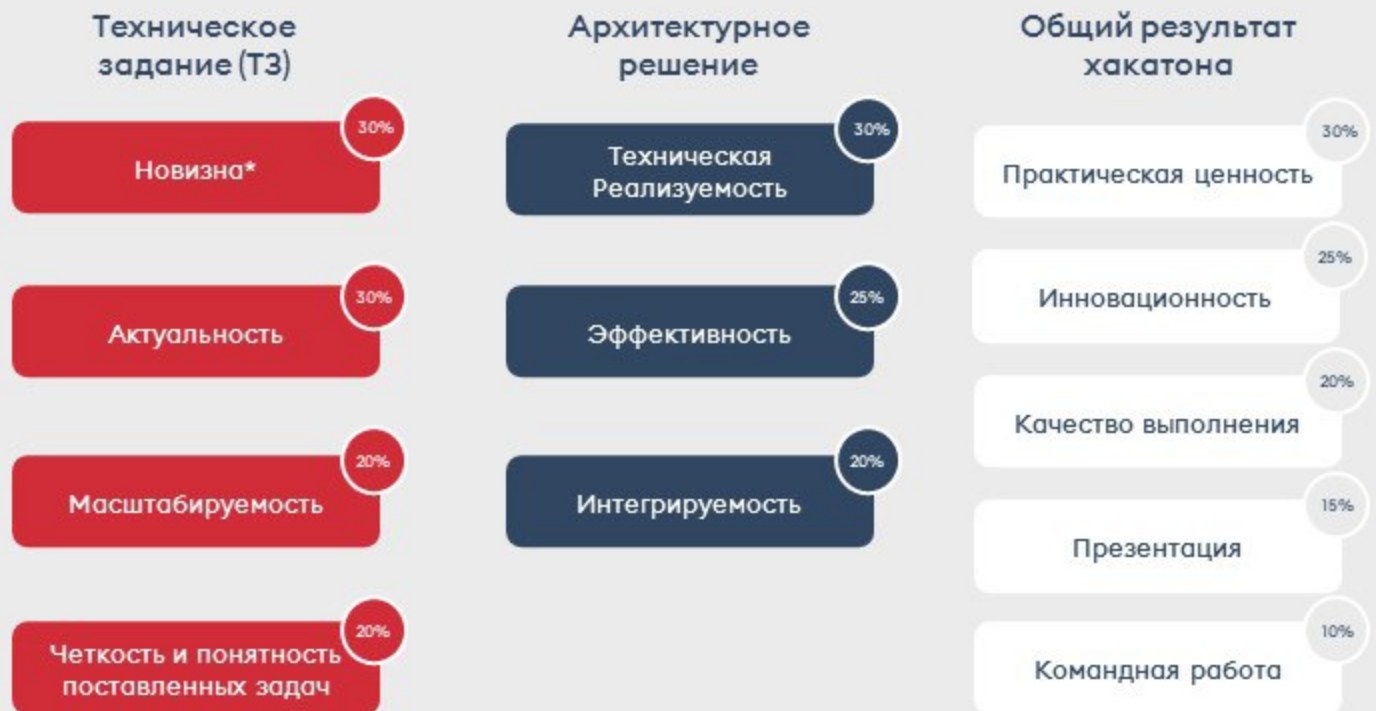 Техническое
задание (ТЗ)
30%
Новизна*
30%
Актуальность
20%
Масштабируемость
20%
Четкость и понятность
поставленных задач
Архитектурное
решение
30%
Техническая
Реализуемость
25%
Эффективность
20%
Интегрируемость
Общий результат
хакатона
30%
Практическая ценность
25%
Инновационность
20%
Качество выполнения
15%
Презентация
10%
Командная работа